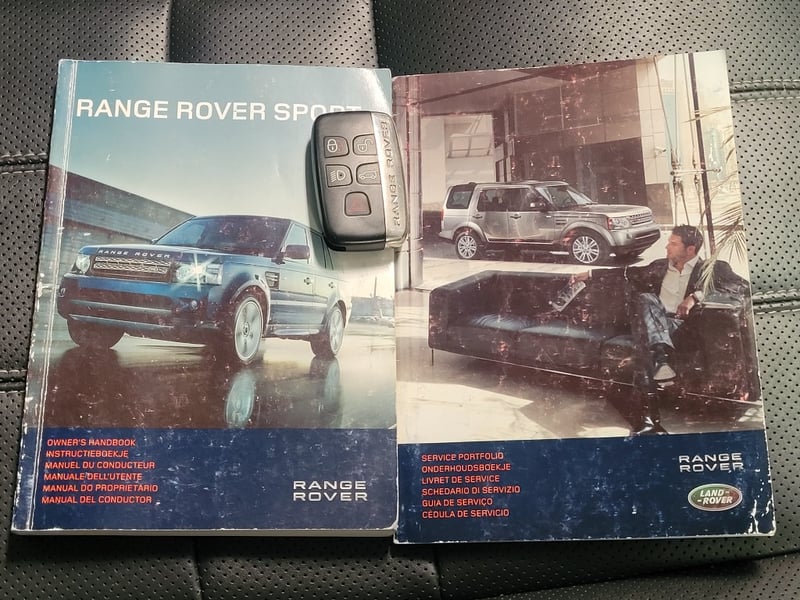 RANGE ROVER SPORT
RANGE ROVER
RANGE ROVER
OWNER'S HANDBOOK
INSTRUCTIEBOEKJE
MANUEL DU CONDUCTEUR
MANUALE DELL'UTENTE
MANUAL DO PROPRIETÁRIO
MANUAL DEL CONDUCTOR
RANGE
ROVER
SERVICE PORTFOLIO
ONDERHOUDSBOEKJE
LIVRET DE SERVICE
SCHEDARIO DI SERVIZIO
GUIA DE SERVIÇO
CÉDULA DE SERVICIO
RANGE
ROVER
LAND
ROVER